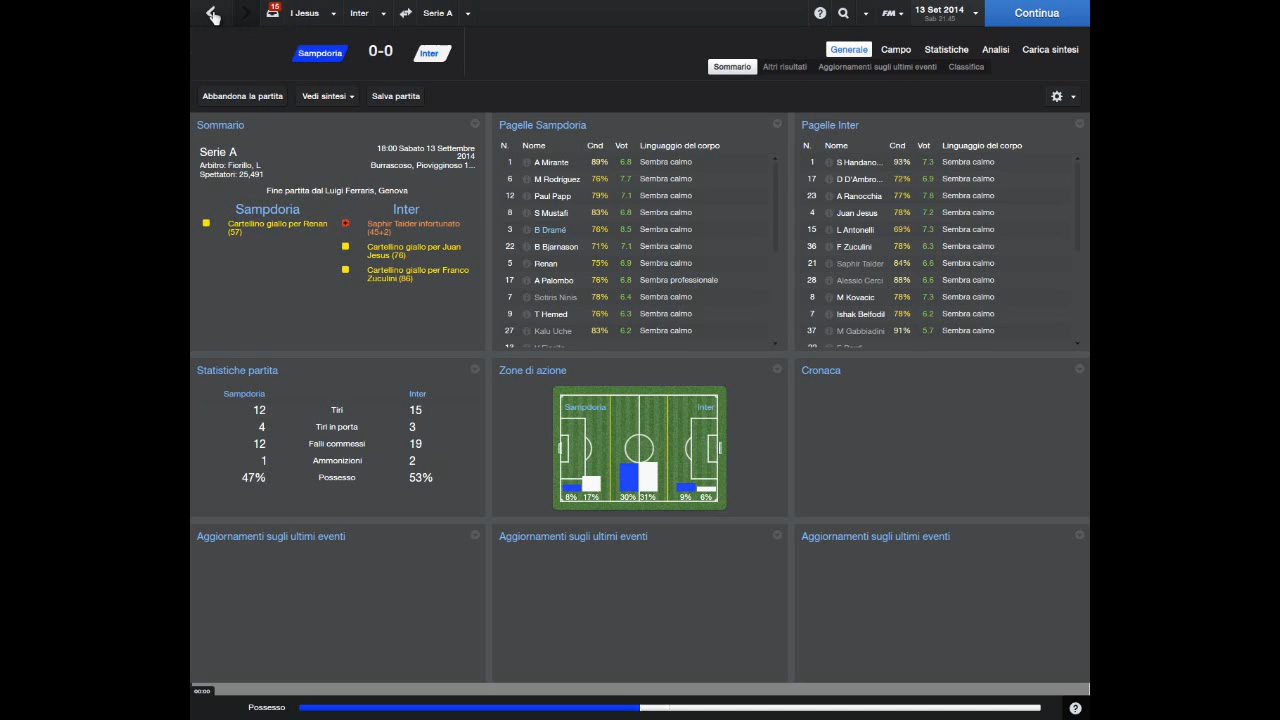 15
I Jesus
Inter
Serie A
FM
13 Set 2014
Sab 21:45
Continua
Sampdoria
0-0
Inter
Generale
Campo
Statistiche
Analisi
Carica sintesi
Sommario
Altri risultati
Aggiornamenti sugli ultimi eventi
Classifica
Abbandona la partita
Vedi sintesi
Salva partita
Sommario
Serie A
Arbitro: Fiorillo, L
Spettatori: 25,491
18:00 Sabato 13 Settembre
2014
Burrascoso, Piovigginoso 1...
Fine partita dal Luigi Ferraris, Genova
Sampdoria Inter
Cartellino giallo per Renan
(57)
Saphir Taider infortunato
(45+2)
Cartellino giallo per Juan
Jesus (76)
Cartellino giallo per Franco
Zuculini (86)
Pagelle Sampdoria
N. Nome Cnd Vot Linguaggio del corpo
1 A Mirante 89% 6.8 Sembra calmo
6 M Rodriguez 76% 7.7 Sembra calmo
12 Paul Papp 79% 7.1 Sembra calmo
8 S Mustafi 83% 6.8 Sembra calmo
3 B Dramé 76% 8.5 Sembra calmo
22 B Bjarnason 71% 7.1 Sembra calmo
5 Renan 75% 6.9 Sembra calmo
17 A Palombo 76% 6.8 Sembra professionale
7 Sotiris Ninis 78% 6.4 Sembra calmo
9 T Hemed 76% 6.3 Sembra calmo
27 Kalu Uche 83% 6.2 Sembra calmo
Pagelle Inter
N. Nome Cnd Vot Linguaggio del corpo
1 S Handano... 93% 7.3 Sembra calmo
17 D D'Ambro... 72% 6.9 Sembra calmo
23 A Ranocchia 77% 7.8 Sembra calmo
4 Juan Jesus 78% 7.2 Sembra calmo
15 L Antonelli 69% 7.3 Sembra calmo
36 F Zuculini 78% 6.3 Sembra calmo
21 Saphir Taider 84% 6.6 Sembra calmo
28 Alessio Cerci 88% 6.6 Sembra calmo
8 M Kovacic 78% 7.3 Sembra calmo
7 Ishak Belfodil 78% 6.2 Sembra calmo
37 M Gabbiadini 91% 5.7 Sembra calmo
Statistiche partita
Sampdoria Inter
12 Tiri 15
4 Tiri in porta 3
12 Falli commessi 19
1 Ammonizioni 2
47% Possesso 53%
Zone di azione
Sampdoria Inter
8% 17% 30% 31% 9% 6%
Cronaca
Aggiornamenti sugli ultimi eventi
Aggiornamenti sugli ultimi eventi
Aggiornamenti sugli ultimi eventi
00:00
Possesso